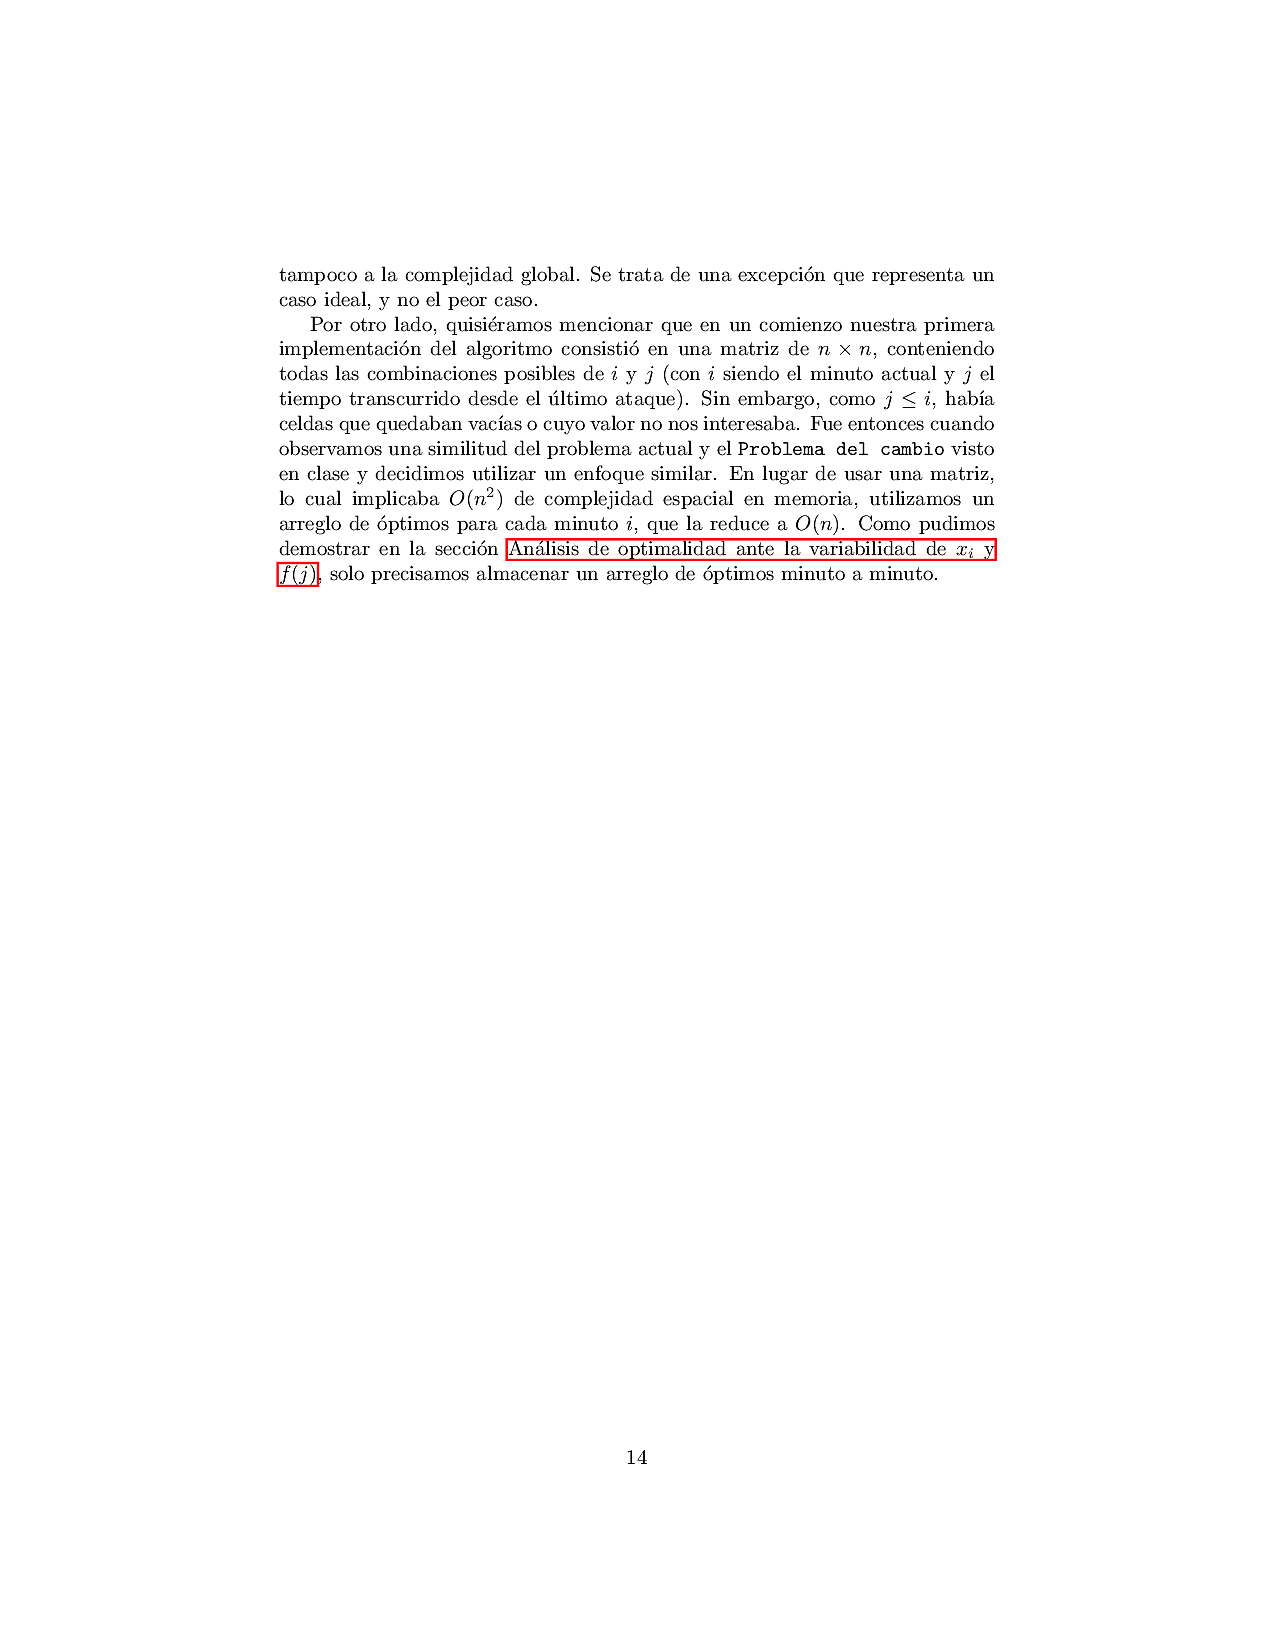 tampoco a la complejidad global. Se trata de una excepción que representa un
caso ideal, y no el peor caso.
Por otro lado, quisiéramos mencionar que en un comienzo nuestra primera
implementación del algoritmo consistió en una matriz de n × n, conteniendo
todas las combinaciones posibles de i y j (con i siendo el minuto actual y j el
tiempo transcurrido desde el último ataque). Sin embargo, como j ≤ i, había
celdas que quedaban vacías o cuyo valor no nos interesaba. Fue entonces cuando
observamos una similitud del problema actual y el Problema del cambio visto
en clase y decidimos utilizar un enfoque similar. En lugar de usar una matriz,
lo cual implicaba O(n²) de complejidad espacial en memoria, utilizamos un
arreglo de óptimos para cada minuto i, que la reduce a O(n). Como pudimos
demostrar en la sección Análisis de optimalidad ante la variabilidad de xᵢ y
f(j), solo precisamos almacenar un arreglo de óptimos minuto a minuto.
14